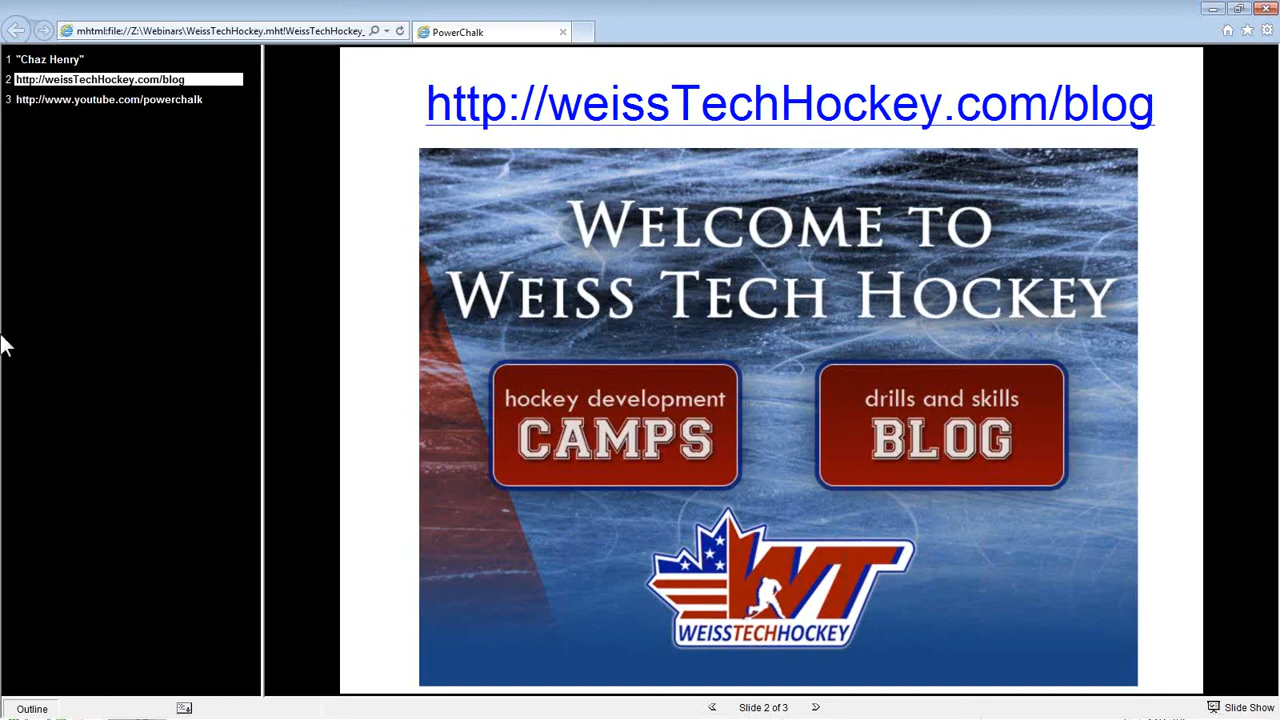 mhtml:file://Z:\Webinars\WeissTechHockey.mht!WeissTechHockey_
PowerChalk
1 "Chaz Henry"
2 http://weissTechHockey.com/blog
3 http://www.youtube.com/powerchalk
http://weissTechHockey.com/blog
WELCOME TO
WEISS TECH HOCKEY
hockey development
CAMPS
drills and skills
BLOG
WT
WEISSTECHHOCKEY
Outline
Slide 2 of 3
Slide Show